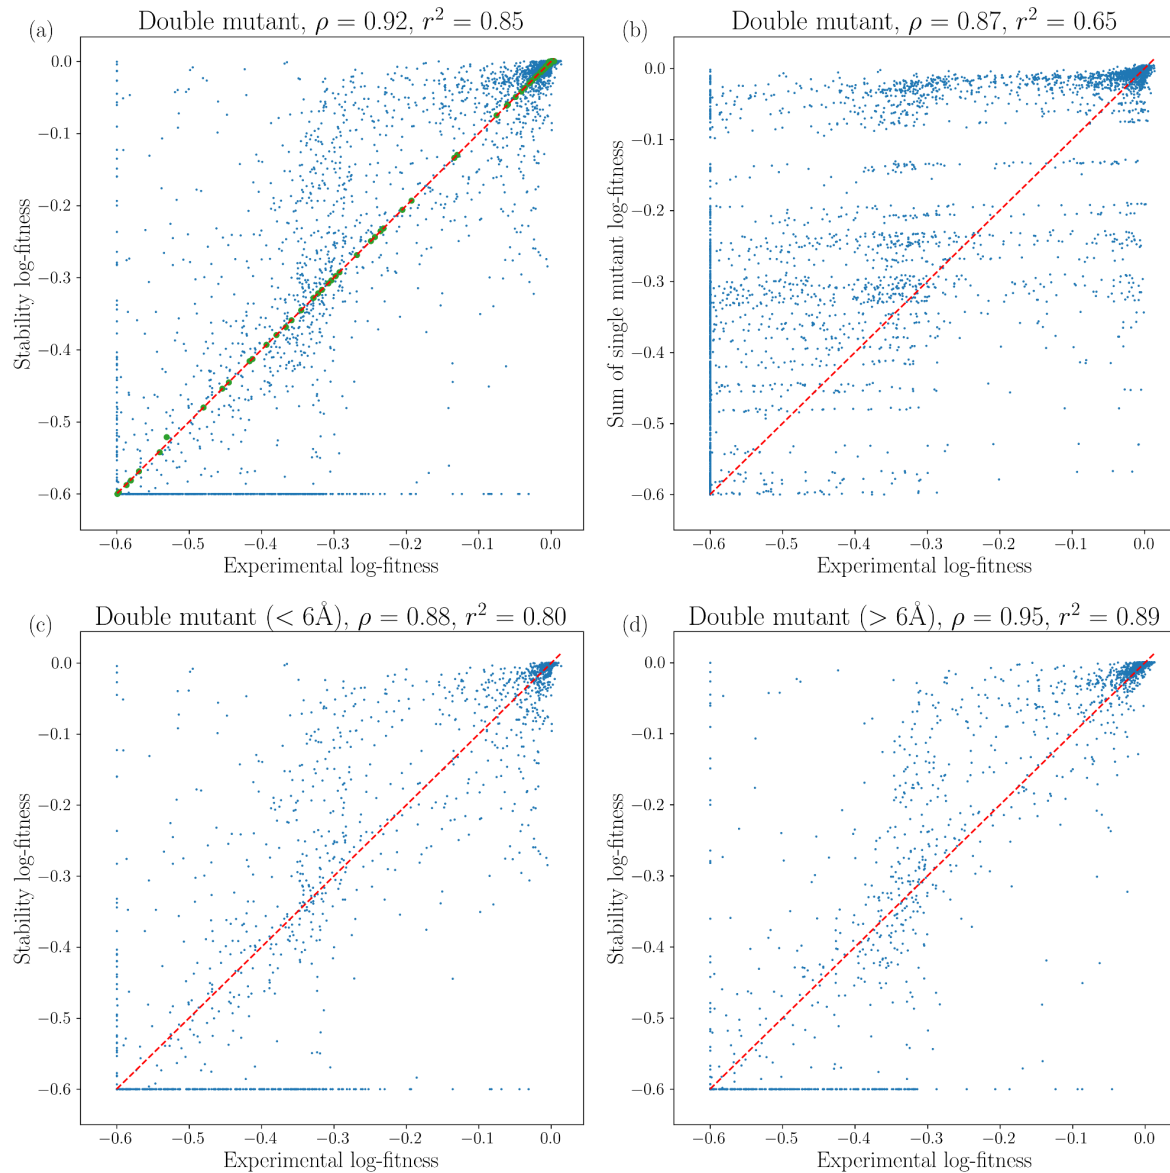 (a)
Double mutant, ρ = 0.92, r² = 0.85
0.0
−0.1
−0.2
−0.3
−0.4
−0.5
−0.6
Stability log-fitness
−0.6 −0.5 −0.4 −0.3 −0.2 −0.1 0.0
Experimental log-fitness
(b)
Double mutant, ρ = 0.87, r² = 0.65
0.0
−0.1
−0.2
−0.3
−0.4
−0.5
−0.6
Sum of single mutant log-fitness
−0.6 −0.5 −0.4 −0.3 −0.2 −0.1 0.0
Experimental log-fitness
(c)
Double mutant (< 6Å), ρ = 0.88, r² = 0.80
0.0
−0.1
−0.2
−0.3
−0.4
−0.5
−0.6
Stability log-fitness
−0.6 −0.5 −0.4 −0.3 −0.2 −0.1 0.0
Experimental log-fitness
(d)
Double mutant (> 6Å), ρ = 0.95, r² = 0.89
0.0
−0.1
−0.2
−0.3
−0.4
−0.5
−0.6
Stability log-fitness
−0.6 −0.5 −0.4 −0.3 −0.2 −0.1 0.0
Experimental log-fitness